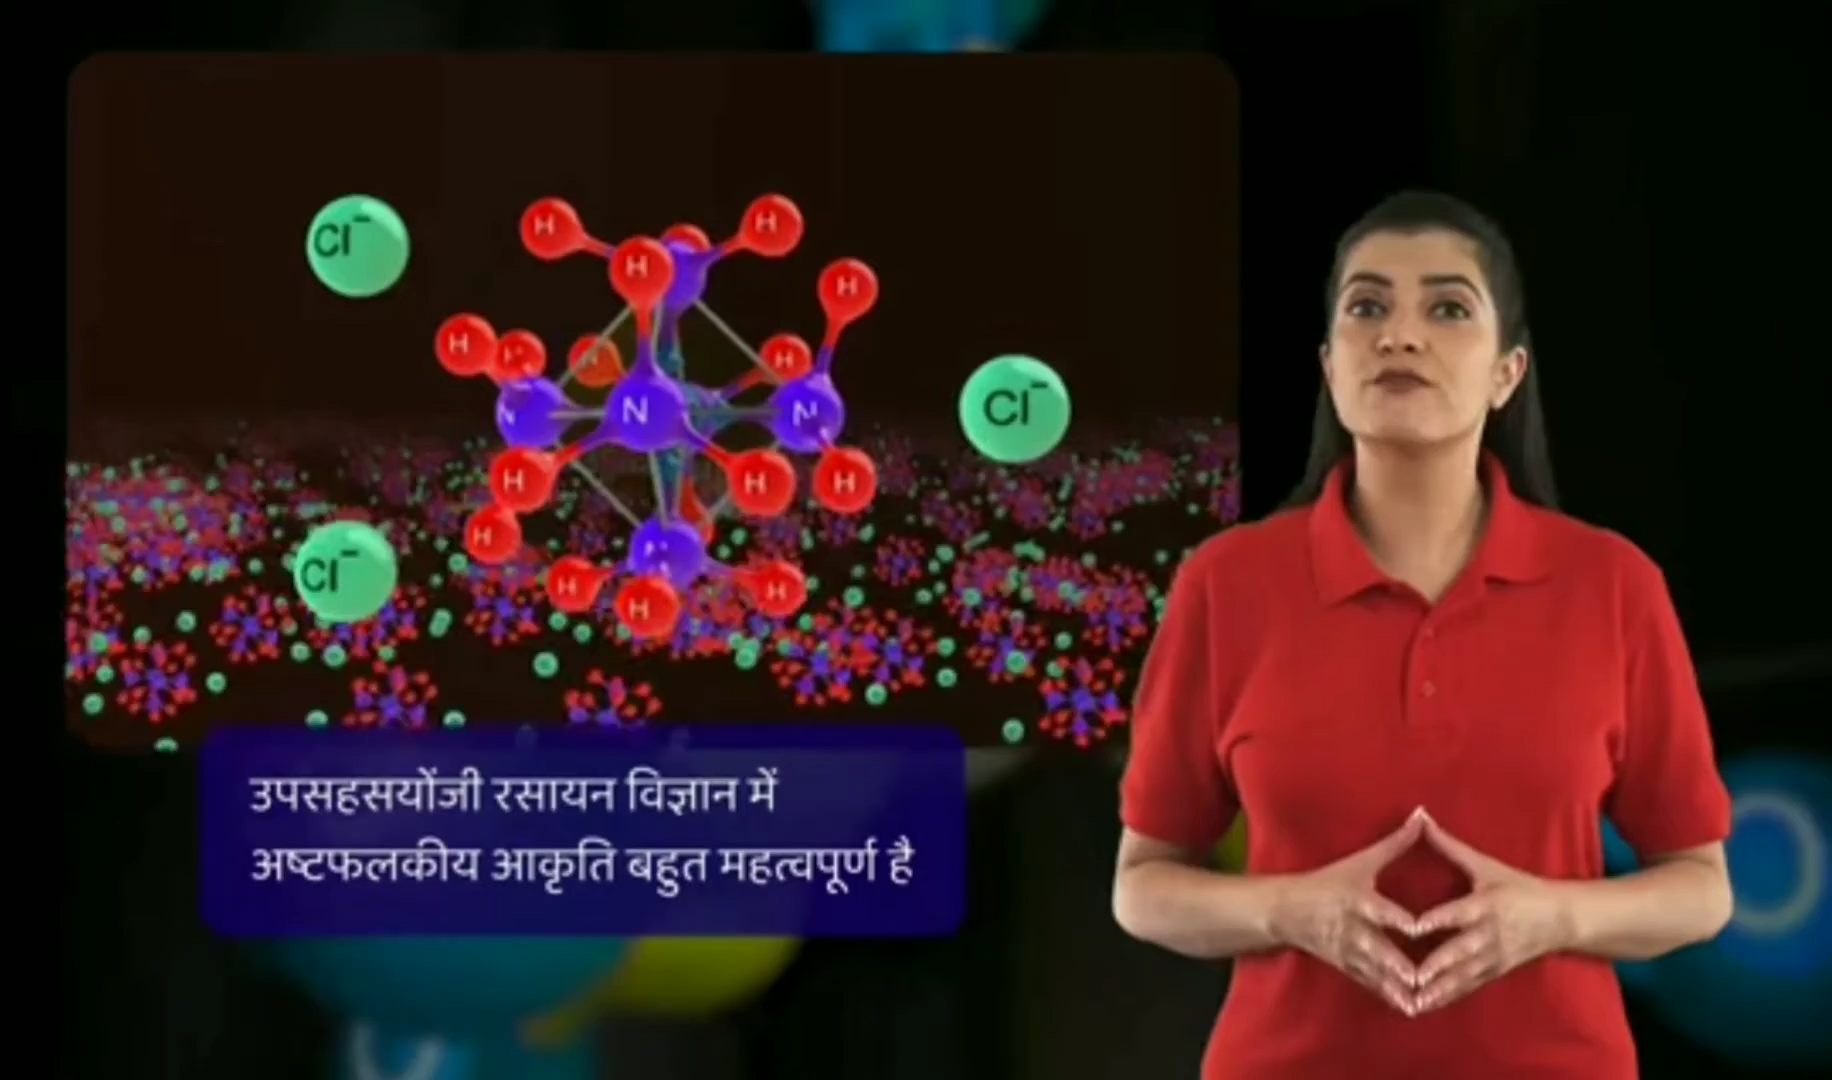 Cl⁻
H
H
H
H
H
H
H
H
Cl⁻
N
N
N
H
H
H
H
Cl⁻
H
H
H
उपसहसयोंजी रसायन विज्ञान में
अष्टफलकीय आकृति बहुत महत्वपूर्ण है